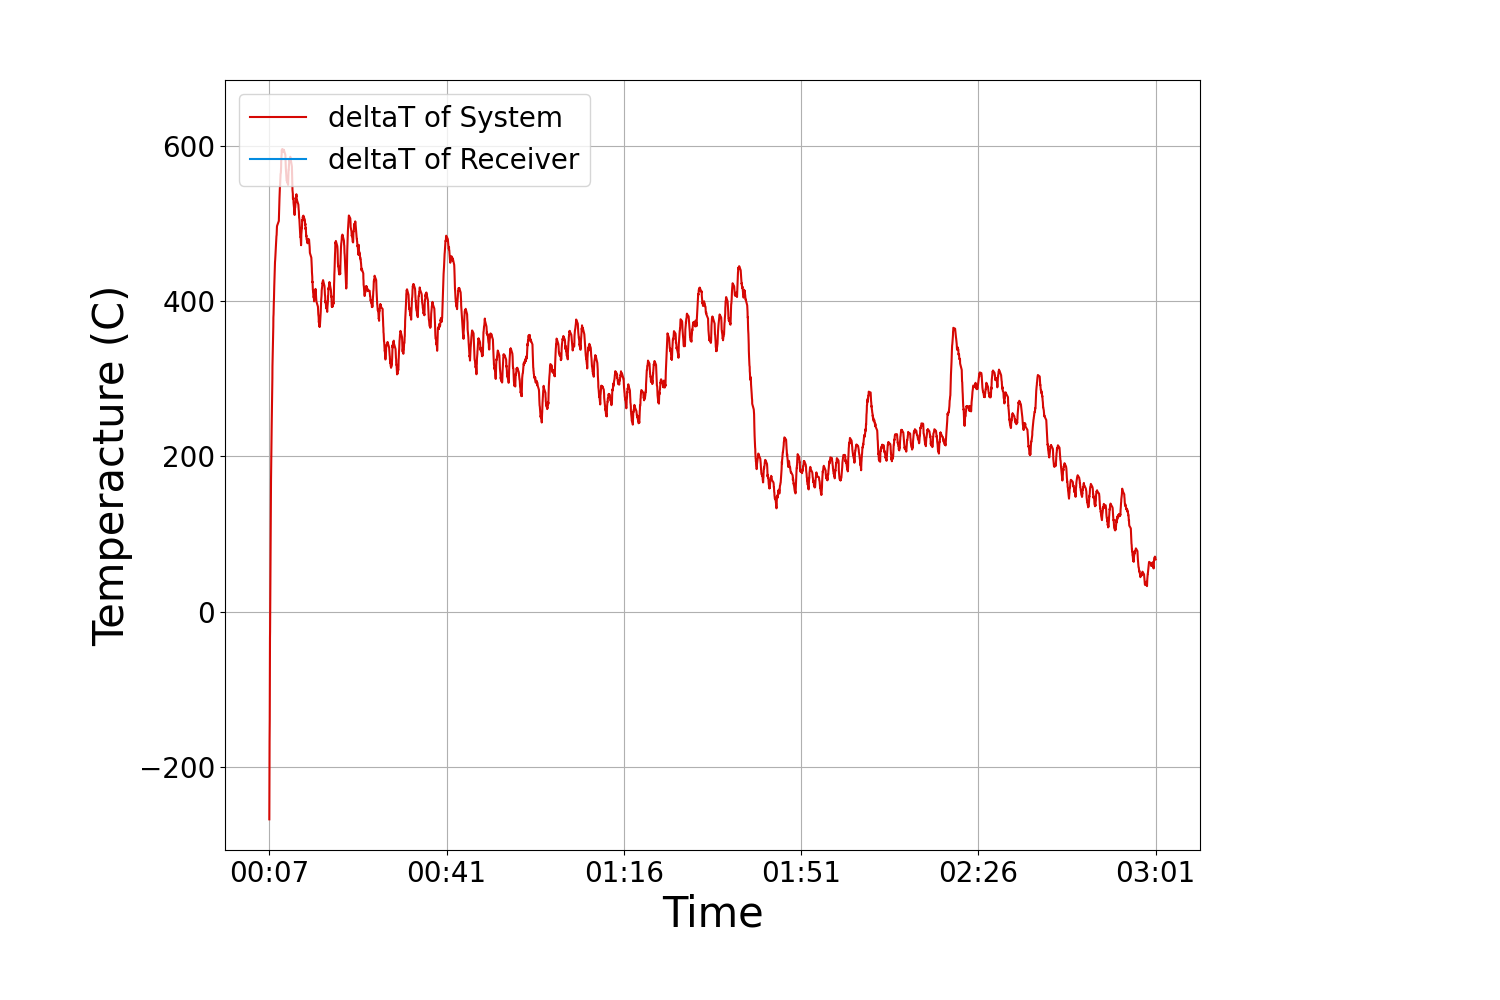 deltaT of System
deltaT of Receiver
600
400
200
0
−200
Temperacture (C)
00:07 00:41 01:16 01:51 02:26 03:01
Time